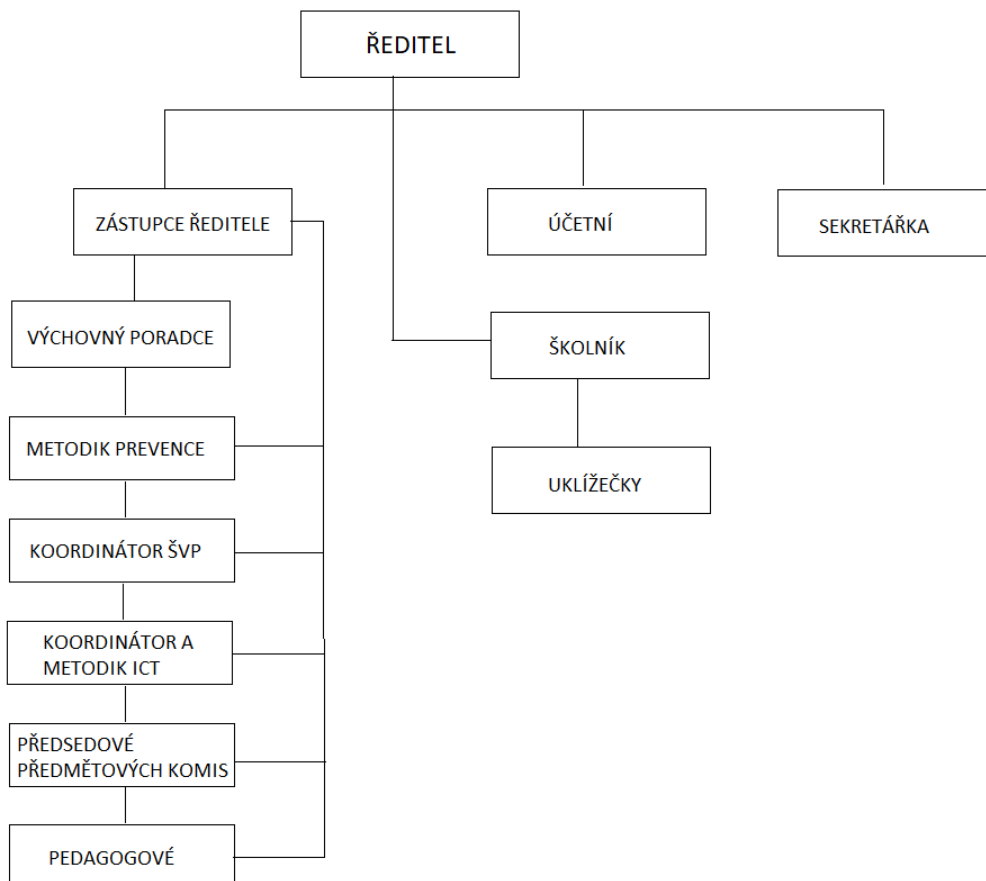 ŘEDITEL
ZÁSTUPCE ŘEDITELE
ÚČETNÍ
SEKRETÁŘKA
VÝCHOVNÝ PORADCE
ŠKOLNÍK
METODIK PREVENCE
UKLÍŽEČKY
KOORDINÁTOR ŠVP
KOORDINÁTOR A
METODIK ICT
PŘEDSEDOVÉ
PŘEDMĚTOVÝCH KOMIS
PEDAGOGOVÉ